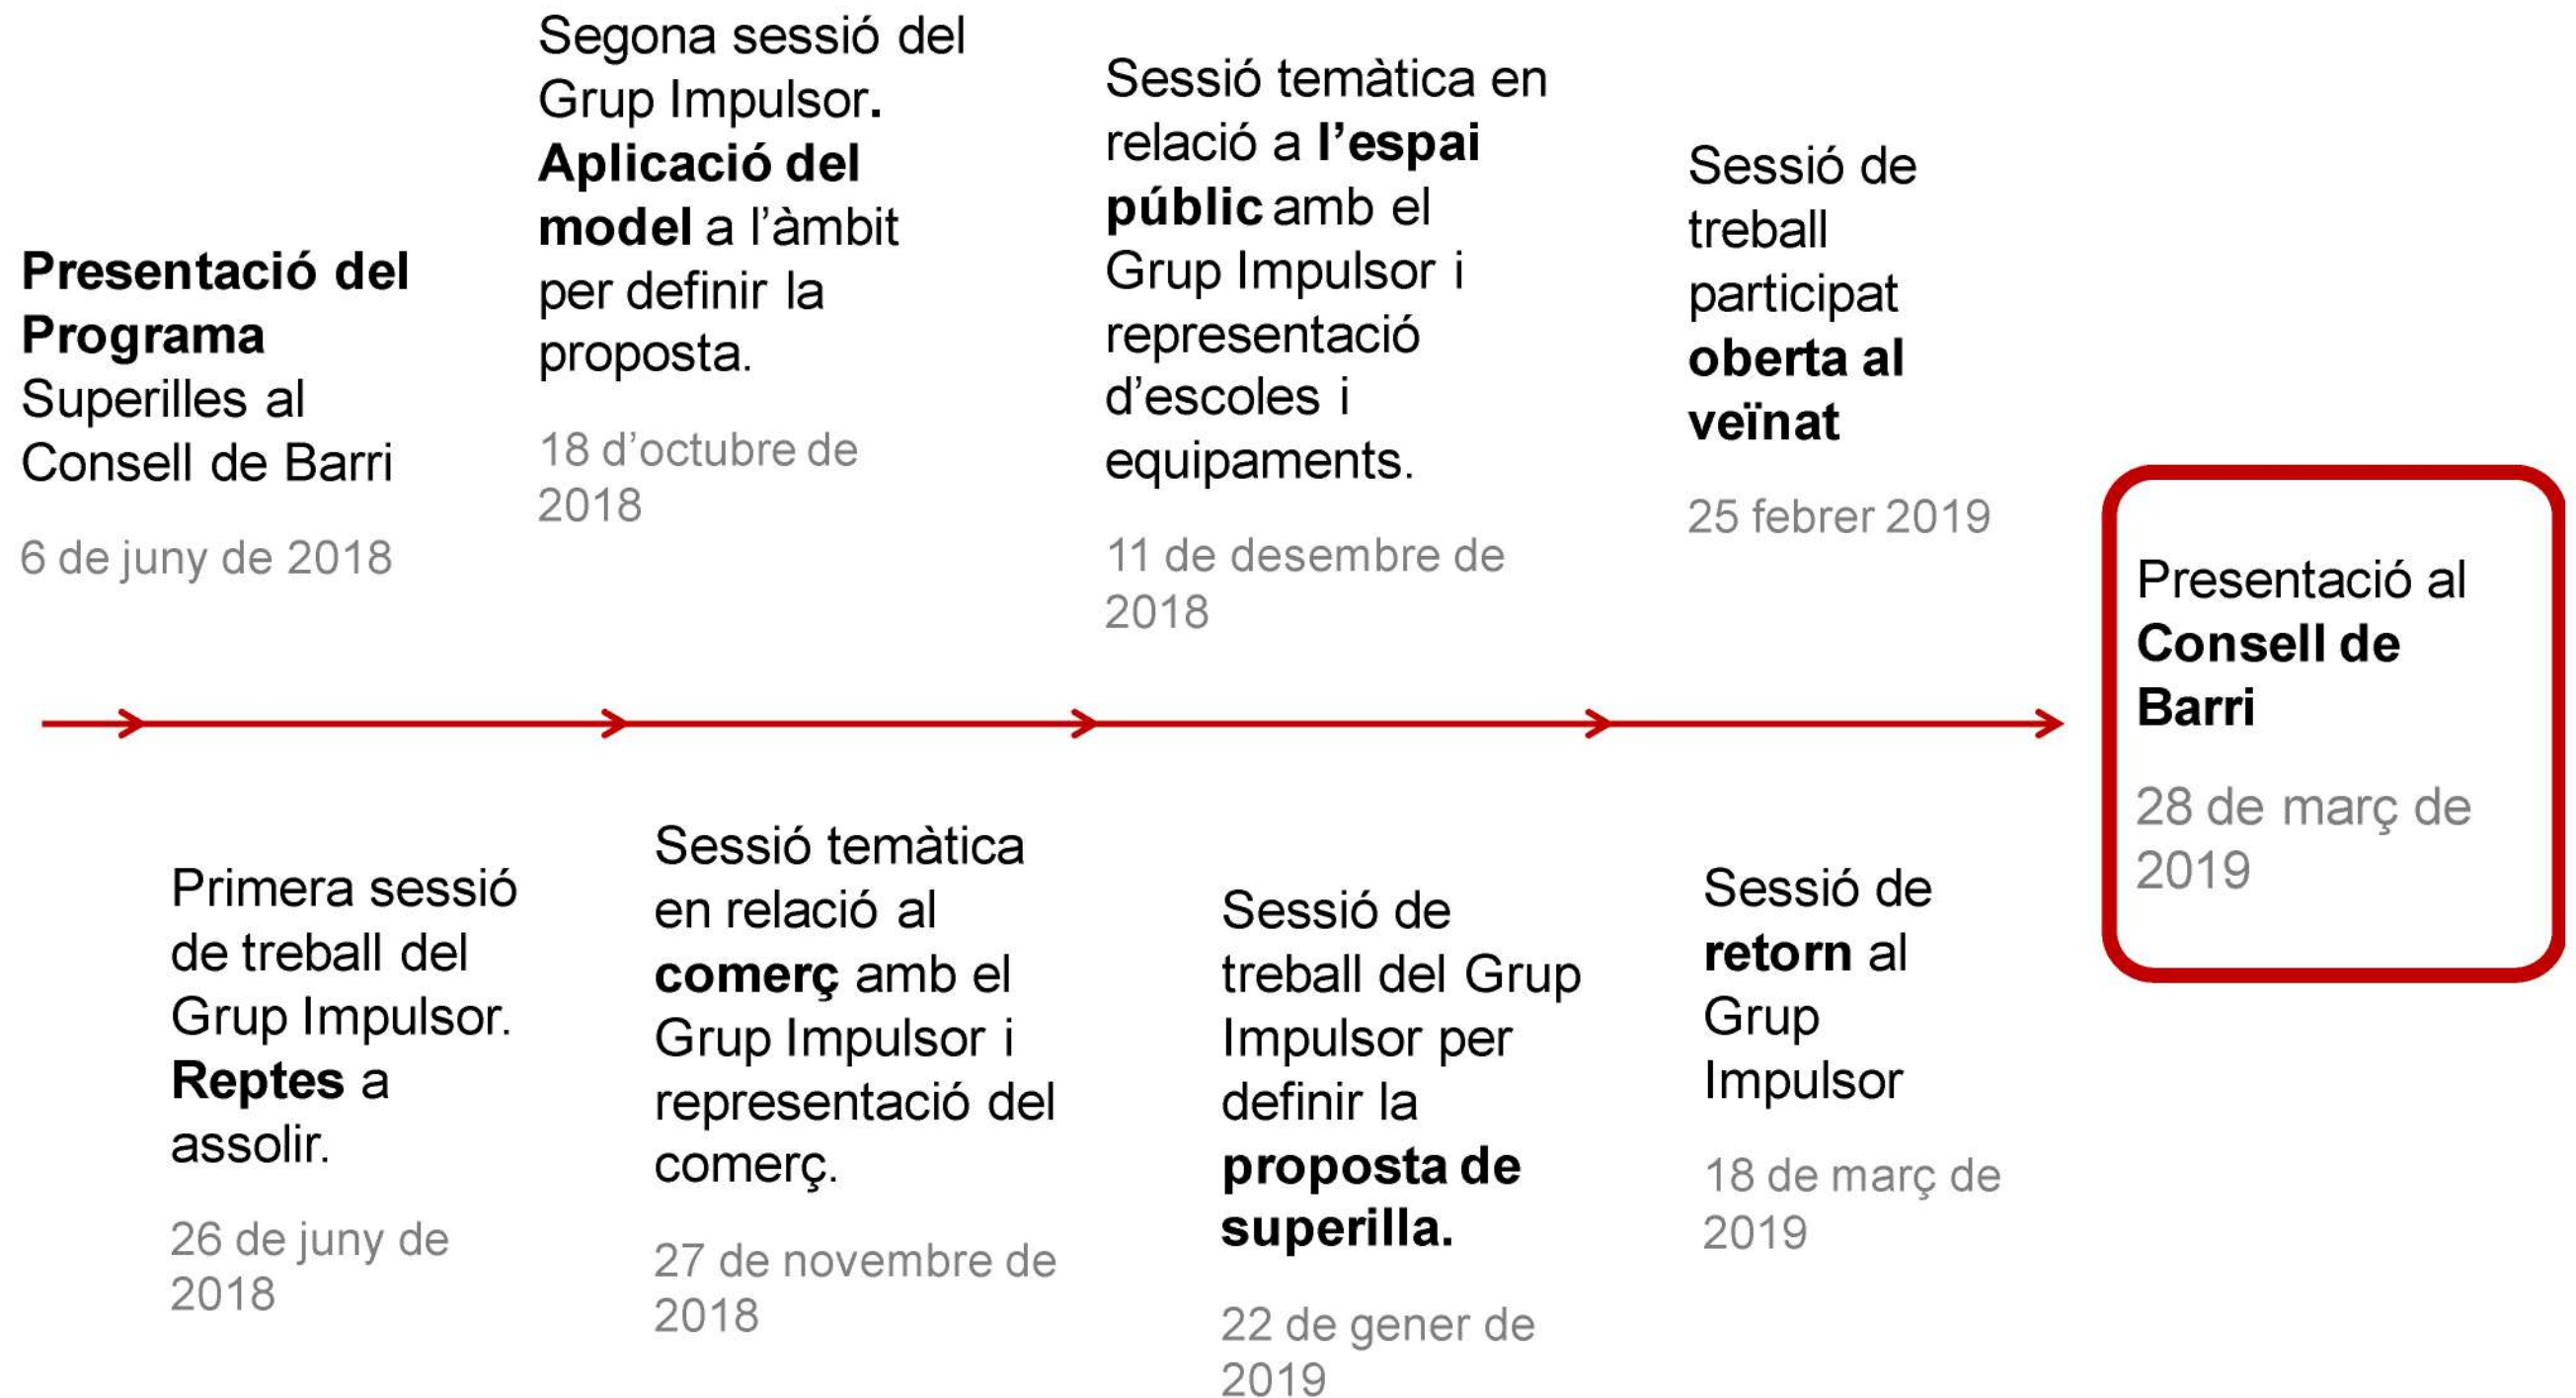 Presentació del
Programa
Superilles al
Consell de Barri
6 de juny de 2018
Segona sessió del
Grup Impulsor.
Aplicació del
model a l’àmbit
per definir la
proposta.
18 d’octubre de
2018
Sessió temàtica en
relació a l’espai
públic amb el
Grup Impulsor i
representació
d’escoles i
equipaments.
11 de desembre de
2018
Sessió de
treball
participat
oberta al
veïnat
25 febrer 2019
Primera sessió
de treball del
Grup Impulsor.
Reptes a
assolir.
26 de juny de
2018
Sessió temàtica
en relació al
comerç amb el
Grup Impulsor i
representació del
comerç.
27 de novembre de
2018
Sessió de
treball del Grup
Impulsor per
definir la
proposta de
superilla.
22 de gener de
2019
Sessió de
retorn al
Grup
Impulsor
18 de març de
2019
Presentació al
Consell de
Barri
28 de març de
2019